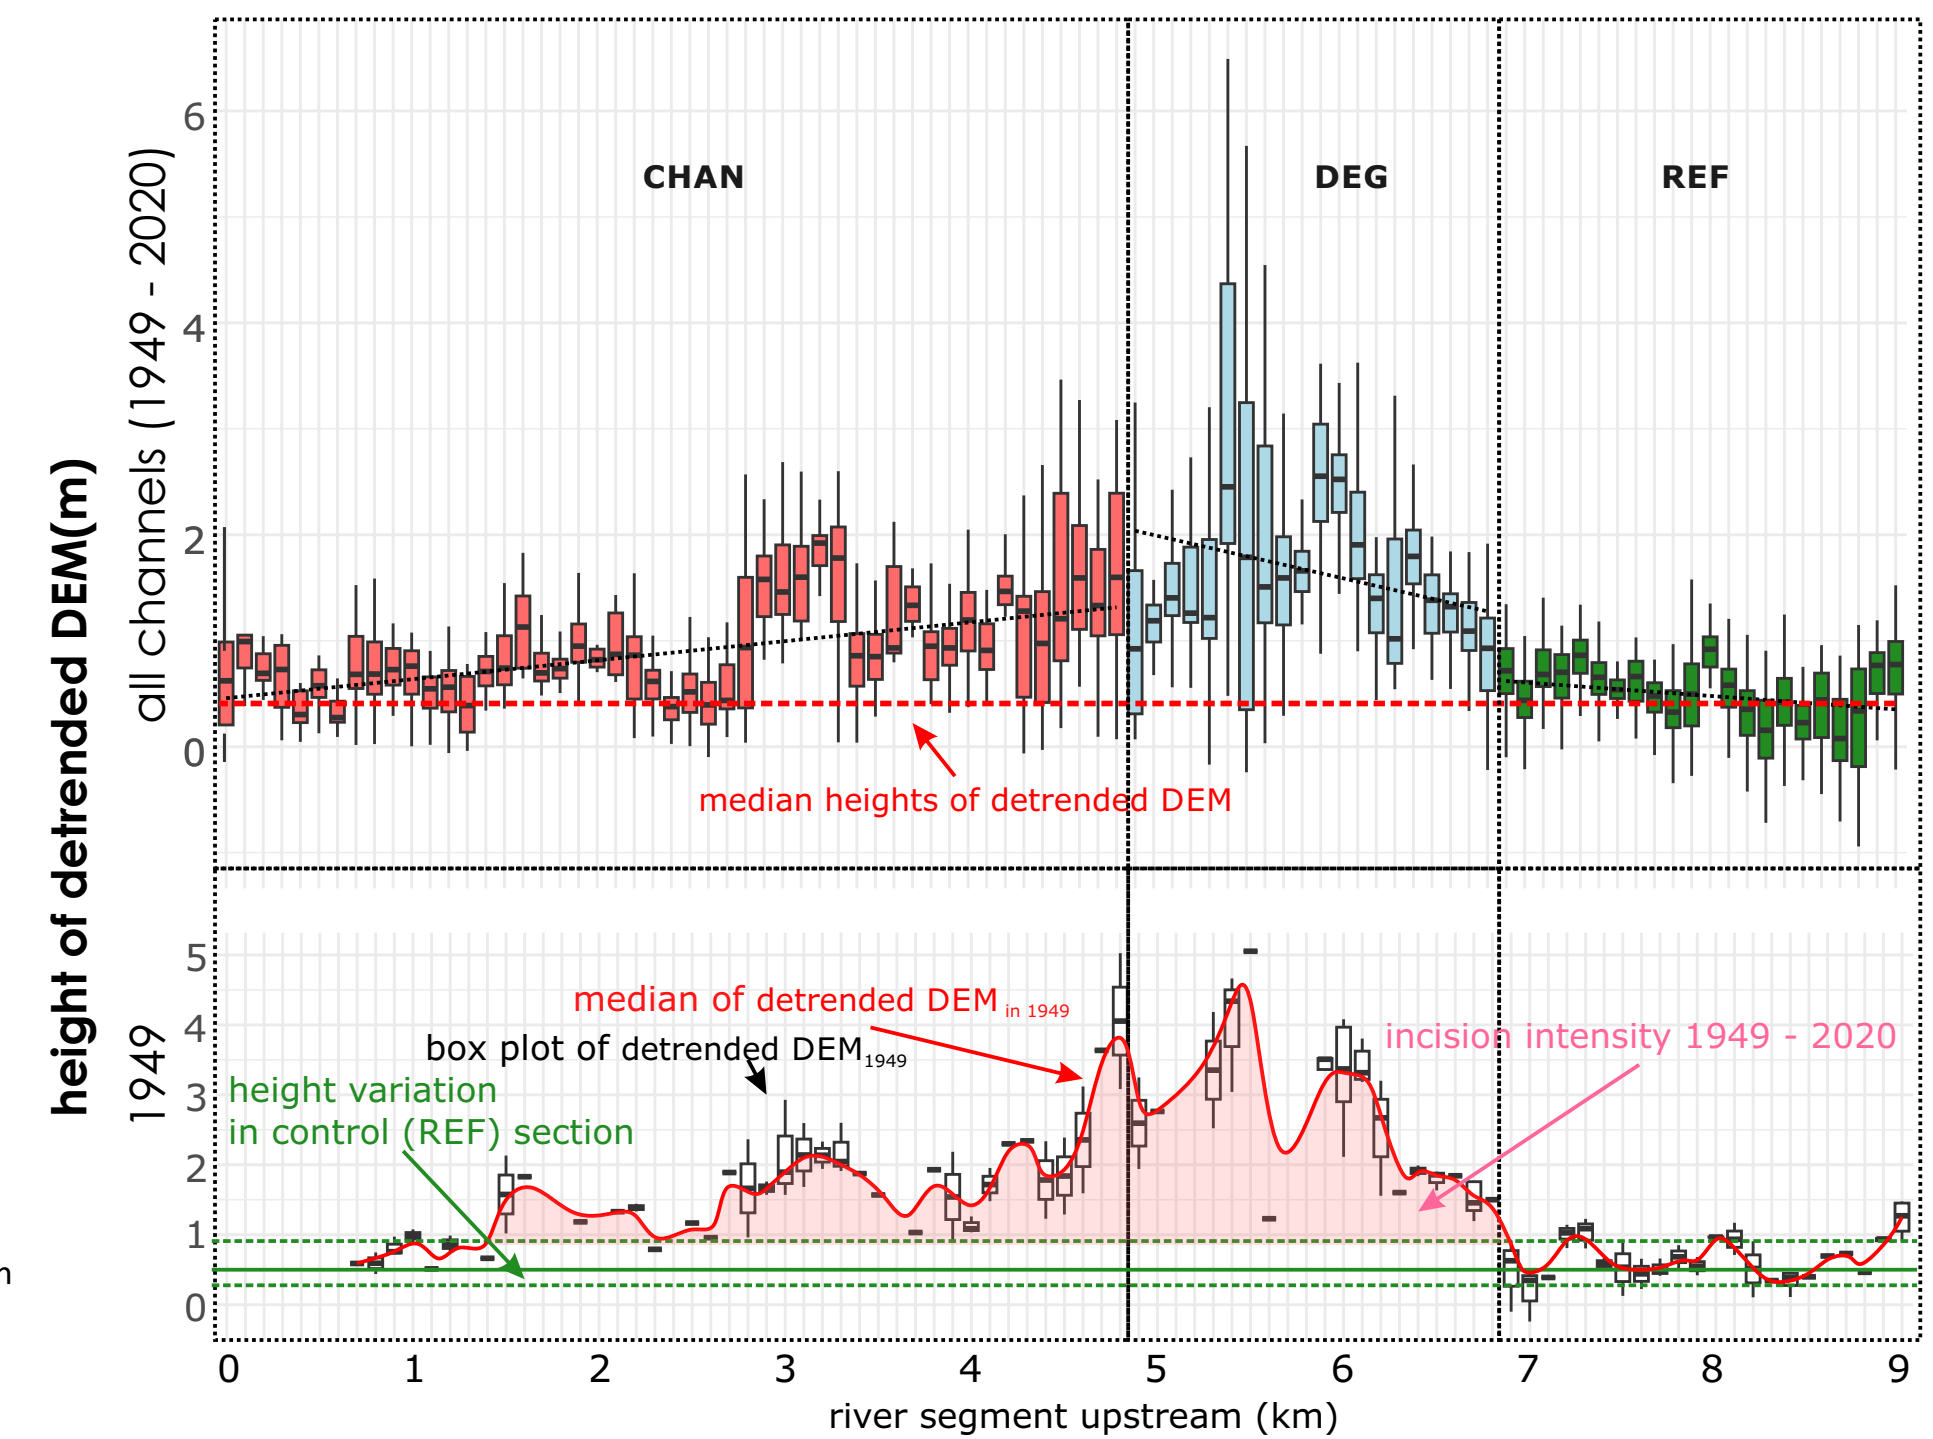 height of detrended DEM(m)
all channels (1949 - 2020)
6
4
2
0
CHAN
DEG
REF
median heights of detrended DEM
1949
5
4
3
2
1
0
median of detrended DEM in 1949
box plot of detrended DEM1949
incision intensity 1949 - 2020
height variation
in control (REF) section
n
0 1 2 3 4 5 6 7 8 9
river segment upstream (km)